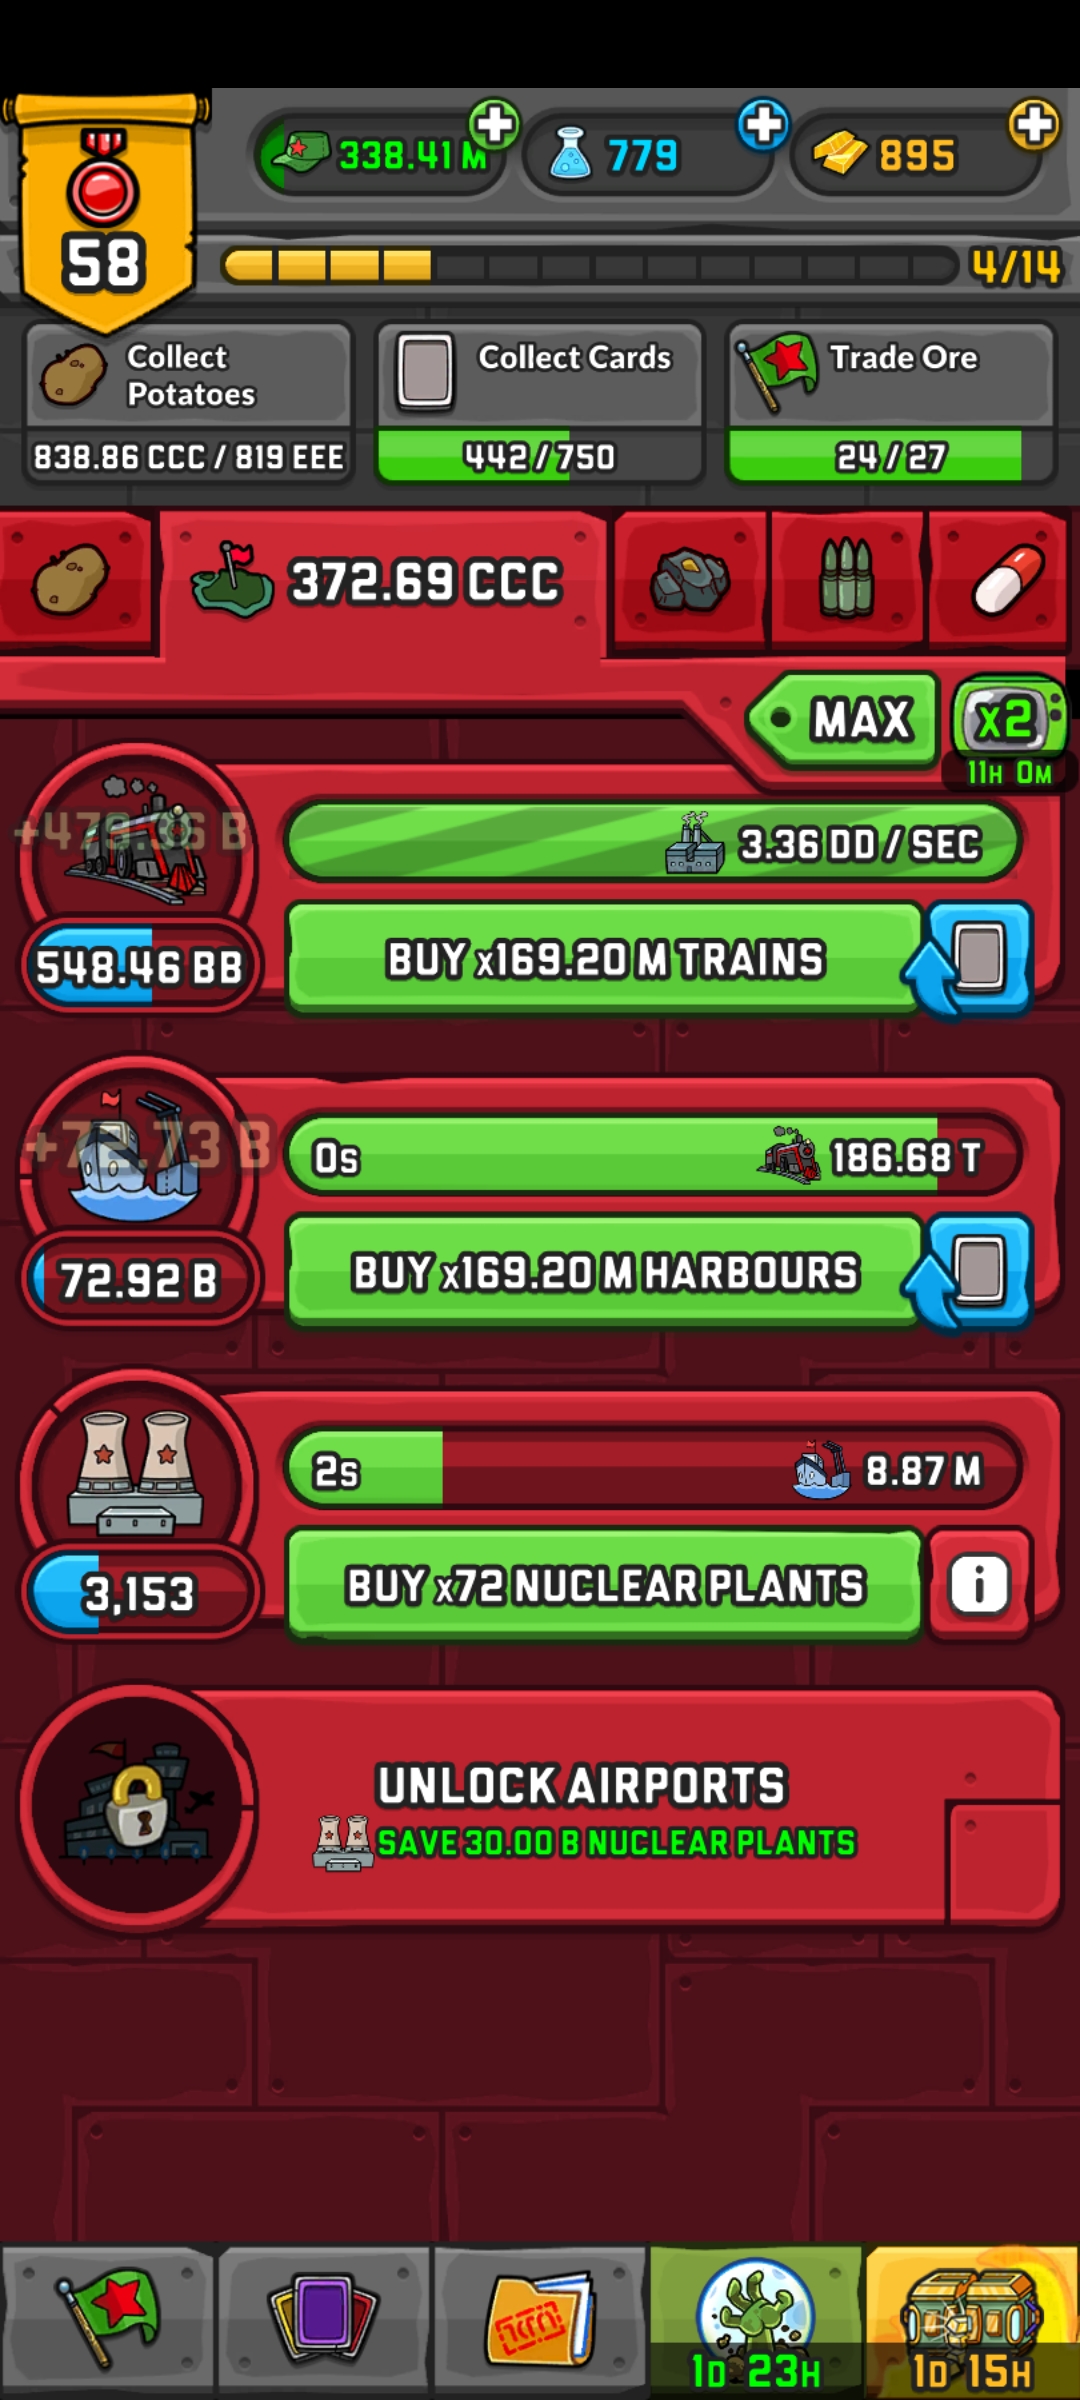 338.41 M
779
895
58
4/14
Collect
Potatoes
838.86 CCC / 819 EEE
Collect Cards
442/750
Trade Ore
24/27
372.69 CCC
MAX
x2
11H 0M
3.36 DD / SEC
548.46 BB
BUY x169.20 M TRAINS
+72.73 B
0s
186.68 T
72.92 B
BUY x169.20 M HARBOURS
2s
8.87 M
3,153
BUY x72 NUCLEAR PLANTS
i
UNLOCK AIRPORTS
SAVE 30.00 B NUCLEAR PLANTS
1D 23H
1D 15H